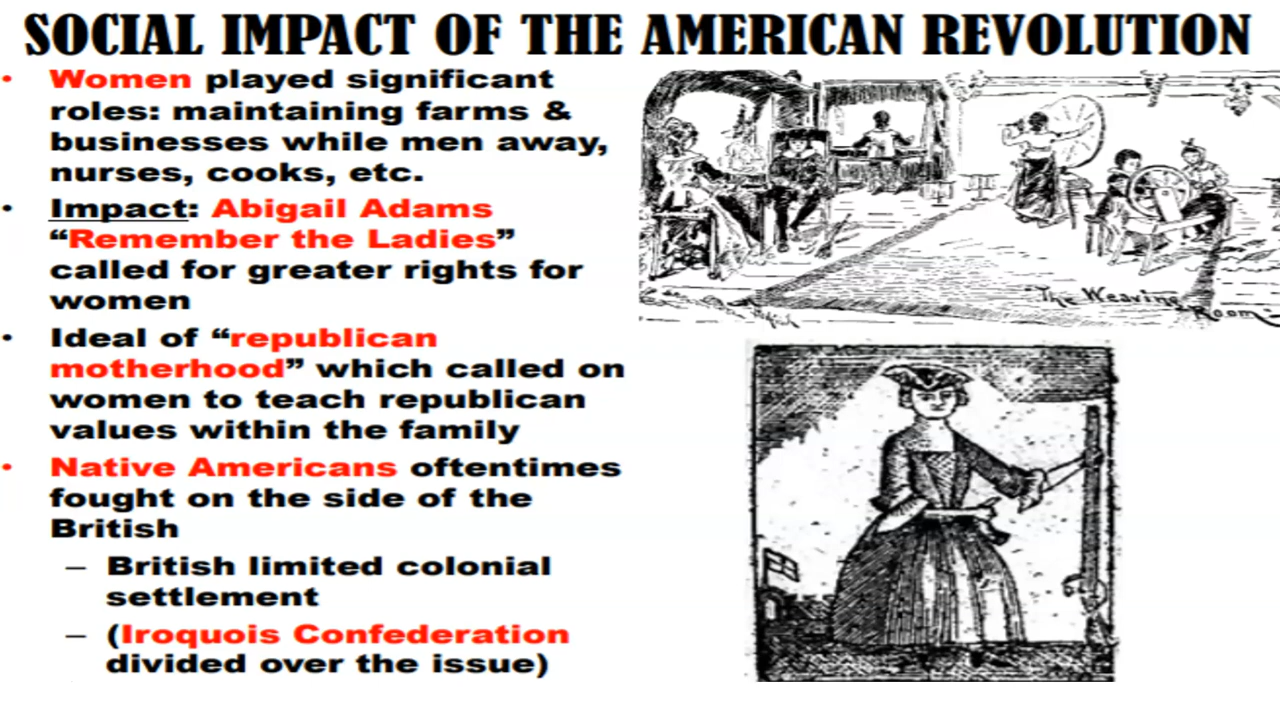 SOCIAL IMPACT OF THE AMERICAN REVOLUTION
• Women played significant
roles: maintaining farms &
businesses while men away,
nurses, cooks, etc.
• Impact: Abigail Adams
“Remember the Ladies”
called for greater rights for
women
• Ideal of “republican
motherhood” which called on
women to teach republican
values within the family
• Native Americans oftentimes
fought on the side of the
British
– British limited colonial
settlement
– (Iroquois Confederation
divided over the issue)
The Weaving
Room